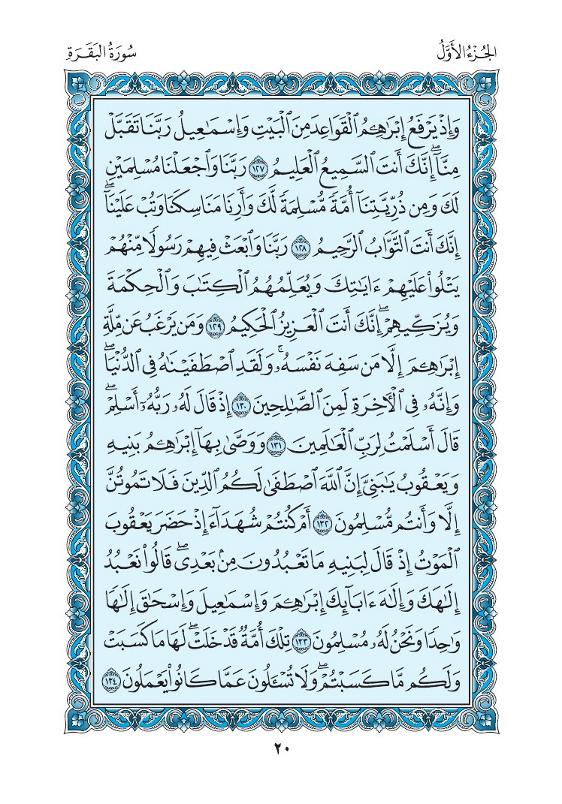 الجُزْءُ الأَوَّلُ
سُورَةُ البَقَرَةِ
وَإِذْ يَرْفَعُ إِبْرَٰهِـۧمُ ٱلْقَوَاعِدَ مِنَ ٱلْبَيْتِ وَإِسْمَٰعِيلُ رَبَّنَا تَقَبَّلْ
مِنَّآ ۖ إِنَّكَ أَنتَ ٱلسَّمِيعُ ٱلْعَلِيمُ ١٢٧ رَبَّنَا وَٱجْعَلْنَا مُسْلِمَيْنِ
لَكَ وَمِن ذُرِّيَّتِنَآ أُمَّةً مُّسْلِمَةً لَّكَ وَأَرِنَا مَنَاسِكَنَا وَتُبْ عَلَيْنَآ ۖ
إِنَّكَ أَنتَ ٱلتَّوَّابُ ٱلرَّحِيمُ ١٢٨ رَبَّنَا وَٱبْعَثْ فِيهِمْ رَسُولًا مِّنْهُمْ
يَتْلُوا۟ عَلَيْهِمْ ءَايَٰتِكَ وَيُعَلِّمُهُمُ ٱلْكِتَٰبَ وَٱلْحِكْمَةَ
وَيُزَكِّيهِمْ ۚ إِنَّكَ أَنتَ ٱلْعَزِيزُ ٱلْحَكِيمُ ١٢٩ وَمَن يَرْغَبُ عَن مِّلَّةِ
إِبْرَٰهِـۧمَ إِلَّا مَن سَفِهَ نَفْسَهُۥ ۚ وَلَقَدِ ٱصْطَفَيْنَٰهُ فِى ٱلدُّنْيَا ۖ
وَإِنَّهُۥ فِى ٱلْءَاخِرَةِ لَمِنَ ٱلصَّٰلِحِينَ ١٣٠ إِذْ قَالَ لَهُۥ رَبُّهُۥٓ أَسْلِمْ ۖ
قَالَ أَسْلَمْتُ لِرَبِّ ٱلْعَٰلَمِينَ ١٣١ وَوَصَّىٰ بِهَآ إِبْرَٰهِـۧمُ بَنِيهِ
وَيَعْقُوبُ يَٰبَنِىَّ إِنَّ ٱللَّهَ ٱصْطَفَىٰ لَكُمُ ٱلدِّينَ فَلَا تَمُوتُنَّ
إِلَّا وَأَنتُم مُّسْلِمُونَ ١٣٢ أَمْ كُنتُمْ شُهَدَآءَ إِذْ حَضَرَ يَعْقُوبَ
ٱلْمَوْتُ إِذْ قَالَ لِبَنِيهِ مَا تَعْبُدُونَ مِنۢ بَعْدِى ۖ قَالُوا۟ نَعْبُدُ
إِلَٰهَكَ وَإِلَٰهَ ءَابَآئِكَ إِبْرَٰهِـۧمَ وَإِسْمَٰعِيلَ وَإِسْحَٰقَ إِلَٰهًا
وَٰحِدًا وَنَحْنُ لَهُۥ مُسْلِمُونَ ١٣٣ تِلْكَ أُمَّةٌ قَدْ خَلَتْ ۖ لَهَا مَا كَسَبَتْ
وَلَكُم مَّا كَسَبْتُمْ ۖ وَلَا تُسْـَٔلُونَ عَمَّا كَانُوا۟ يَعْمَلُونَ ١٣٤
٢٠